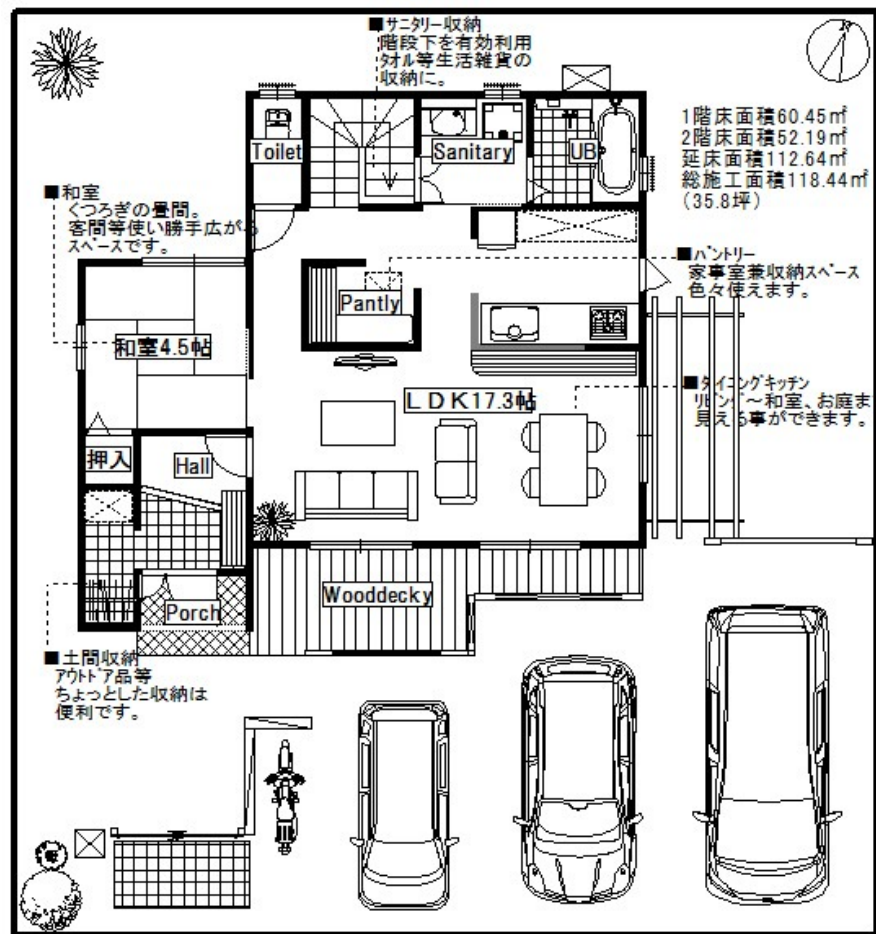 ■サニタリー収納
階段下を有効利用
タオル等生活雑貨の
収納に。
1階床面積60.45㎡
2階床面積52.19㎡
延床面積112.64㎡
総施工面積118.44㎡
(35.8坪)
Toilet
Sanitary
UB
■和室
くつろぎの畳間。
客間等使い勝手広がる
スペースです。
■パントリー
家事室兼収納スペース
色々使えます。
Pantly
和室4.5帖
LDK17.3帖
■ダイニングキッチン
リビング～和室、お庭ま
見える事ができます。
押入
Hall
Wooddecky
Porch
■土間収納
アウトドア品等
ちょっとした収納は
便利です。